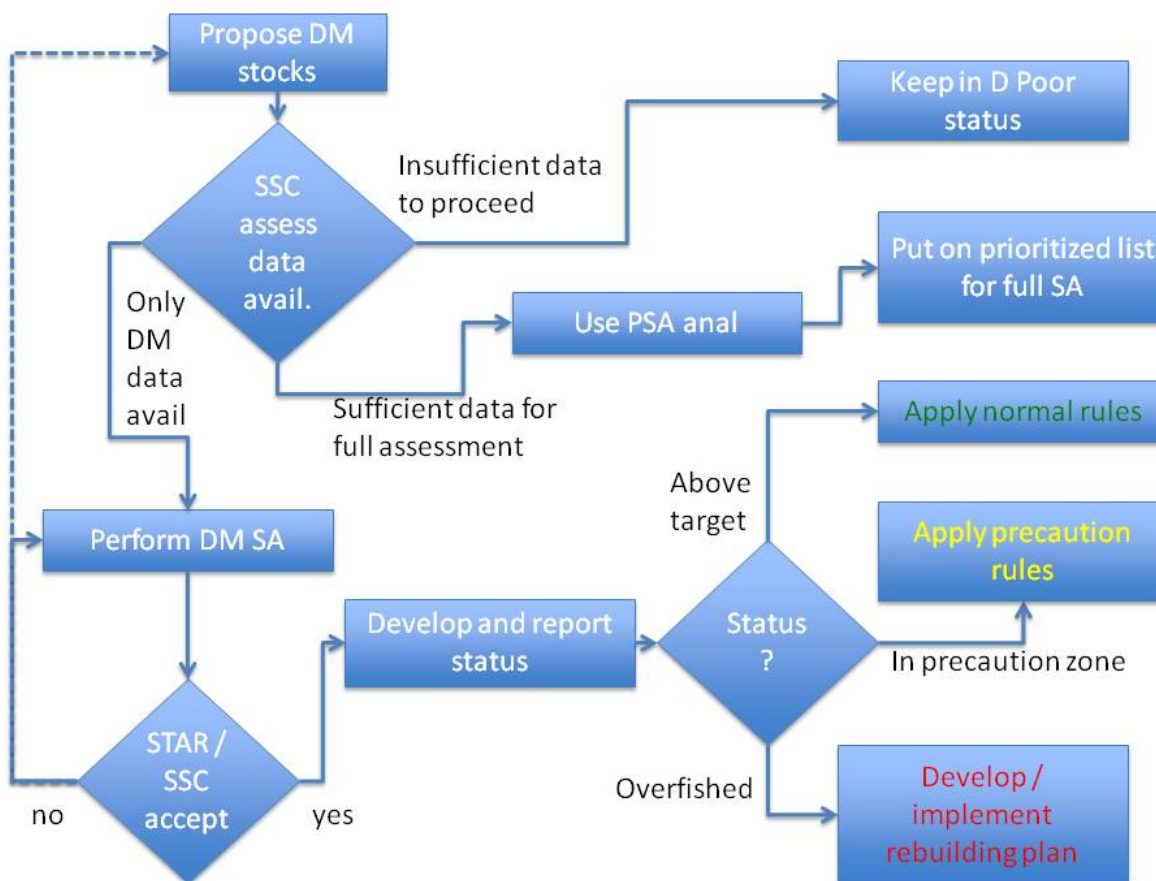 Propose DM
stocks
Keep in D Poor
status
SSC
assess
data
avail.
Insufficient data
to proceed
Put on prioritized list
for full SA
Use PSA anal
Only
DM
data
avail
Sufficient data for
full assessment
Apply normal rules
Above
target
Perform DM SA
Apply precaution
rules
Develop and report
status
Status
?
In precaution zone
STAR /
SSC
accept
no
yes
Overfished
Develop /
implement
rebuilding plan